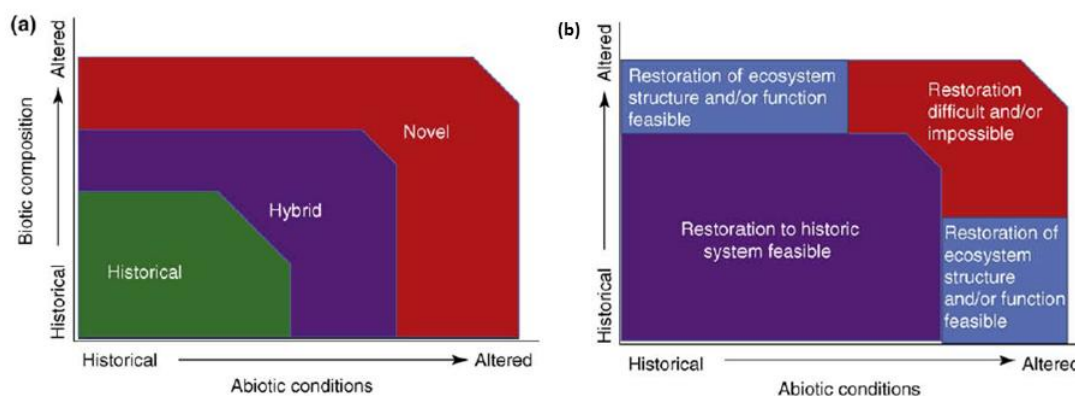 (a)
Altered
Biotic composition
Historical
Novel
Hybrid
Historical
Historical
Altered
Abiotic conditions
(b)
Altered
Historical
Restoration of ecosystem
structure and/or function
feasible
Restoration
difficult and/or
impossible
Restoration to historic
system feasible
Restoration of
ecosystem
structure
and/or function
feasible
Historical
Altered
Abiotic conditions